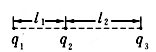 l₁ l₂
q₁ q₂ q₃